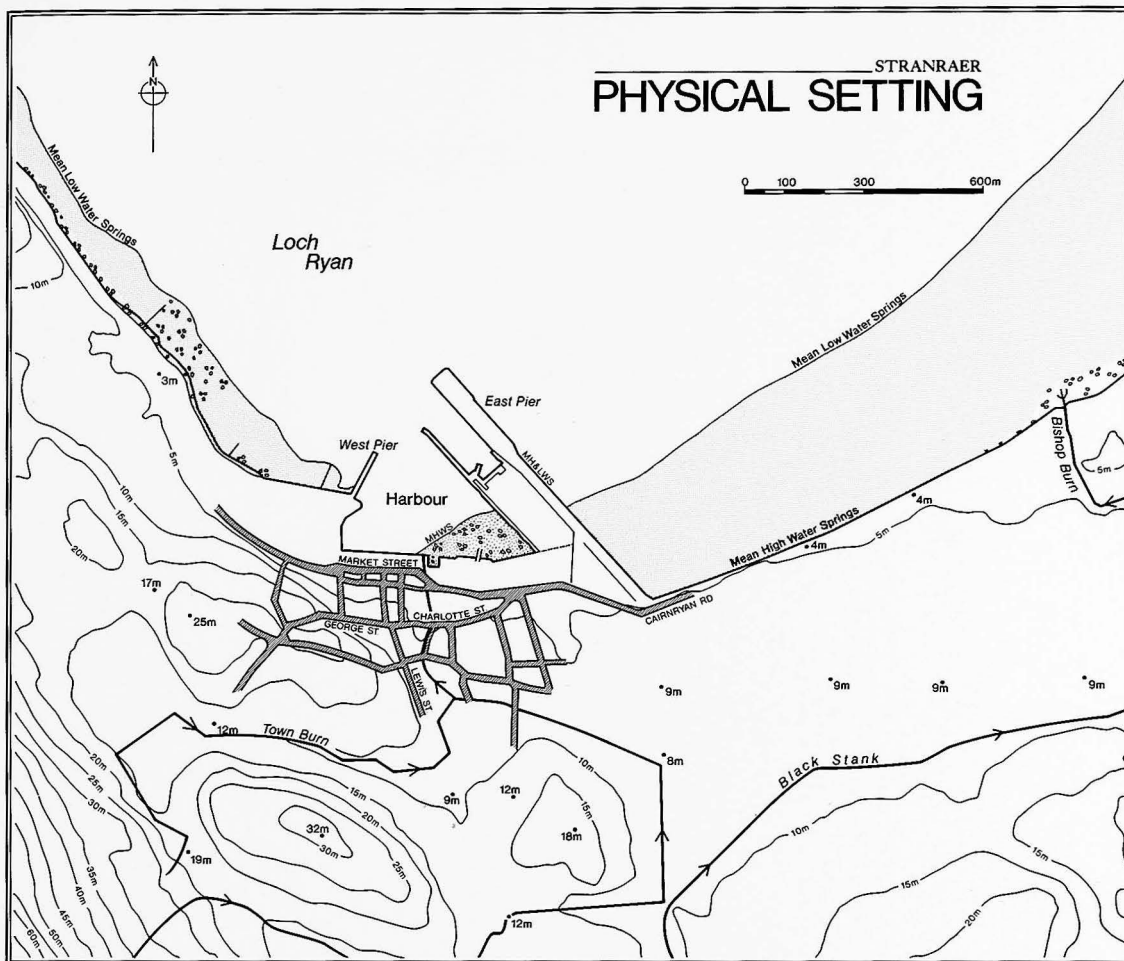 STRANRAER
PHYSICAL SETTING
N
0 100 300 600m
Mean Low Water Springs
Loch
Ryan
Mean Low Water Springs
10m
3m
East Pier
West Pier
5m
MH&LWS
Bishop Burn
5m
Harbour
4m
10m
15m
MHWS
Mean High Water Springs
4m
5m
20m
MARKET STREET
17m
25m
CHARLOTTE ST
GEORGE ST
CAIRNRYAN RD
LEWIS ST
9m
9m
9m
9m
12m
Town Burn
8m
Black Stank
20m
25m
30m
15m
10m
9m
12m
15m
20m
32m
30m
18m
10m
25m
19m
15m
35m
40m
45m
50m
60m
15m
12m
20m